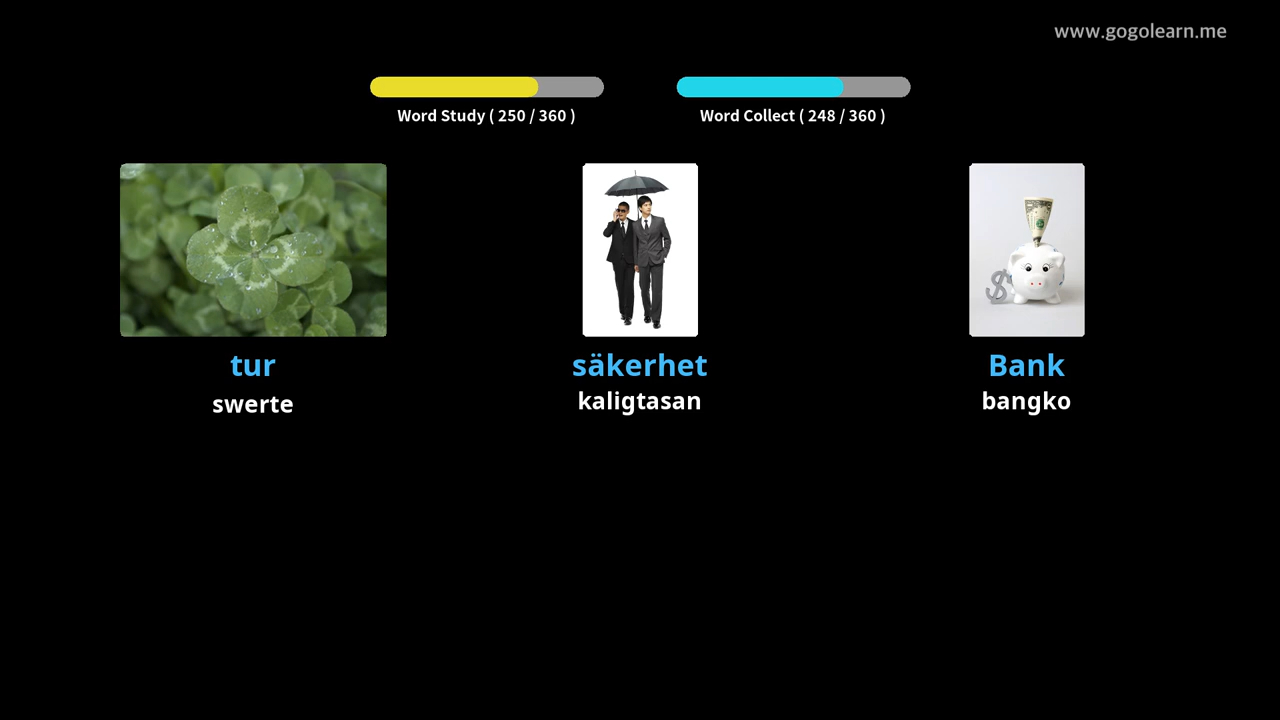 www.gogolearn.me
Word Study ( 250 / 360 )
Word Collect ( 248 / 360 )
tur
säkerhet
Bank
swerte
kaligtasan
bangko